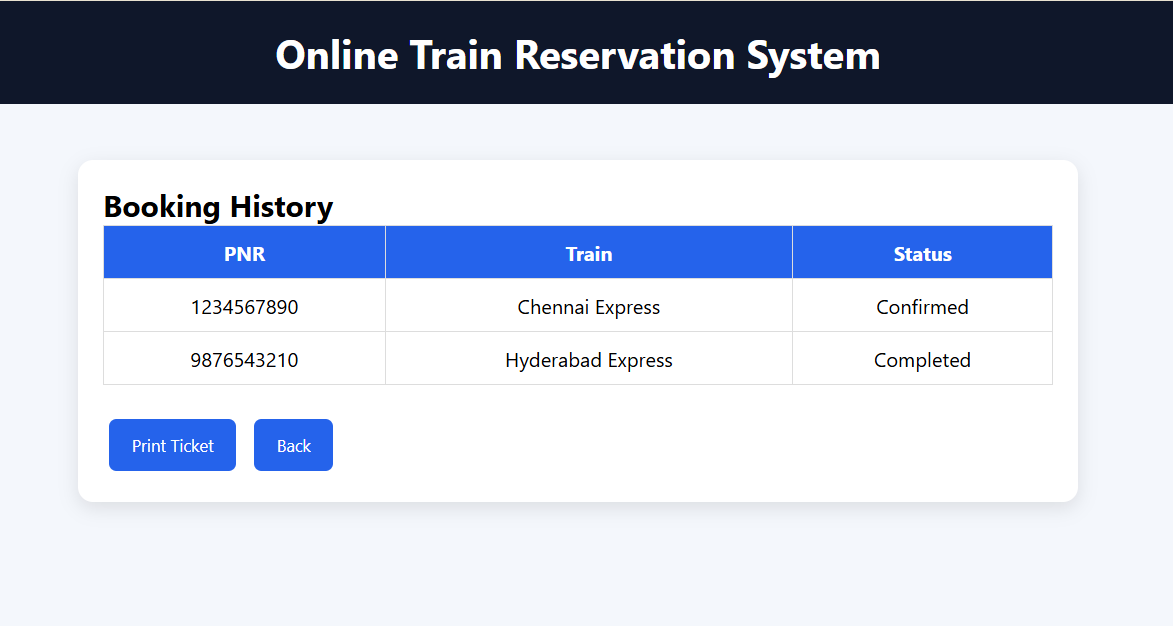 Online Train Reservation System
Booking History
PNR Train Status
1234567890 Chennai Express Confirmed
9876543210 Hyderabad Express Completed
Print Ticket Back